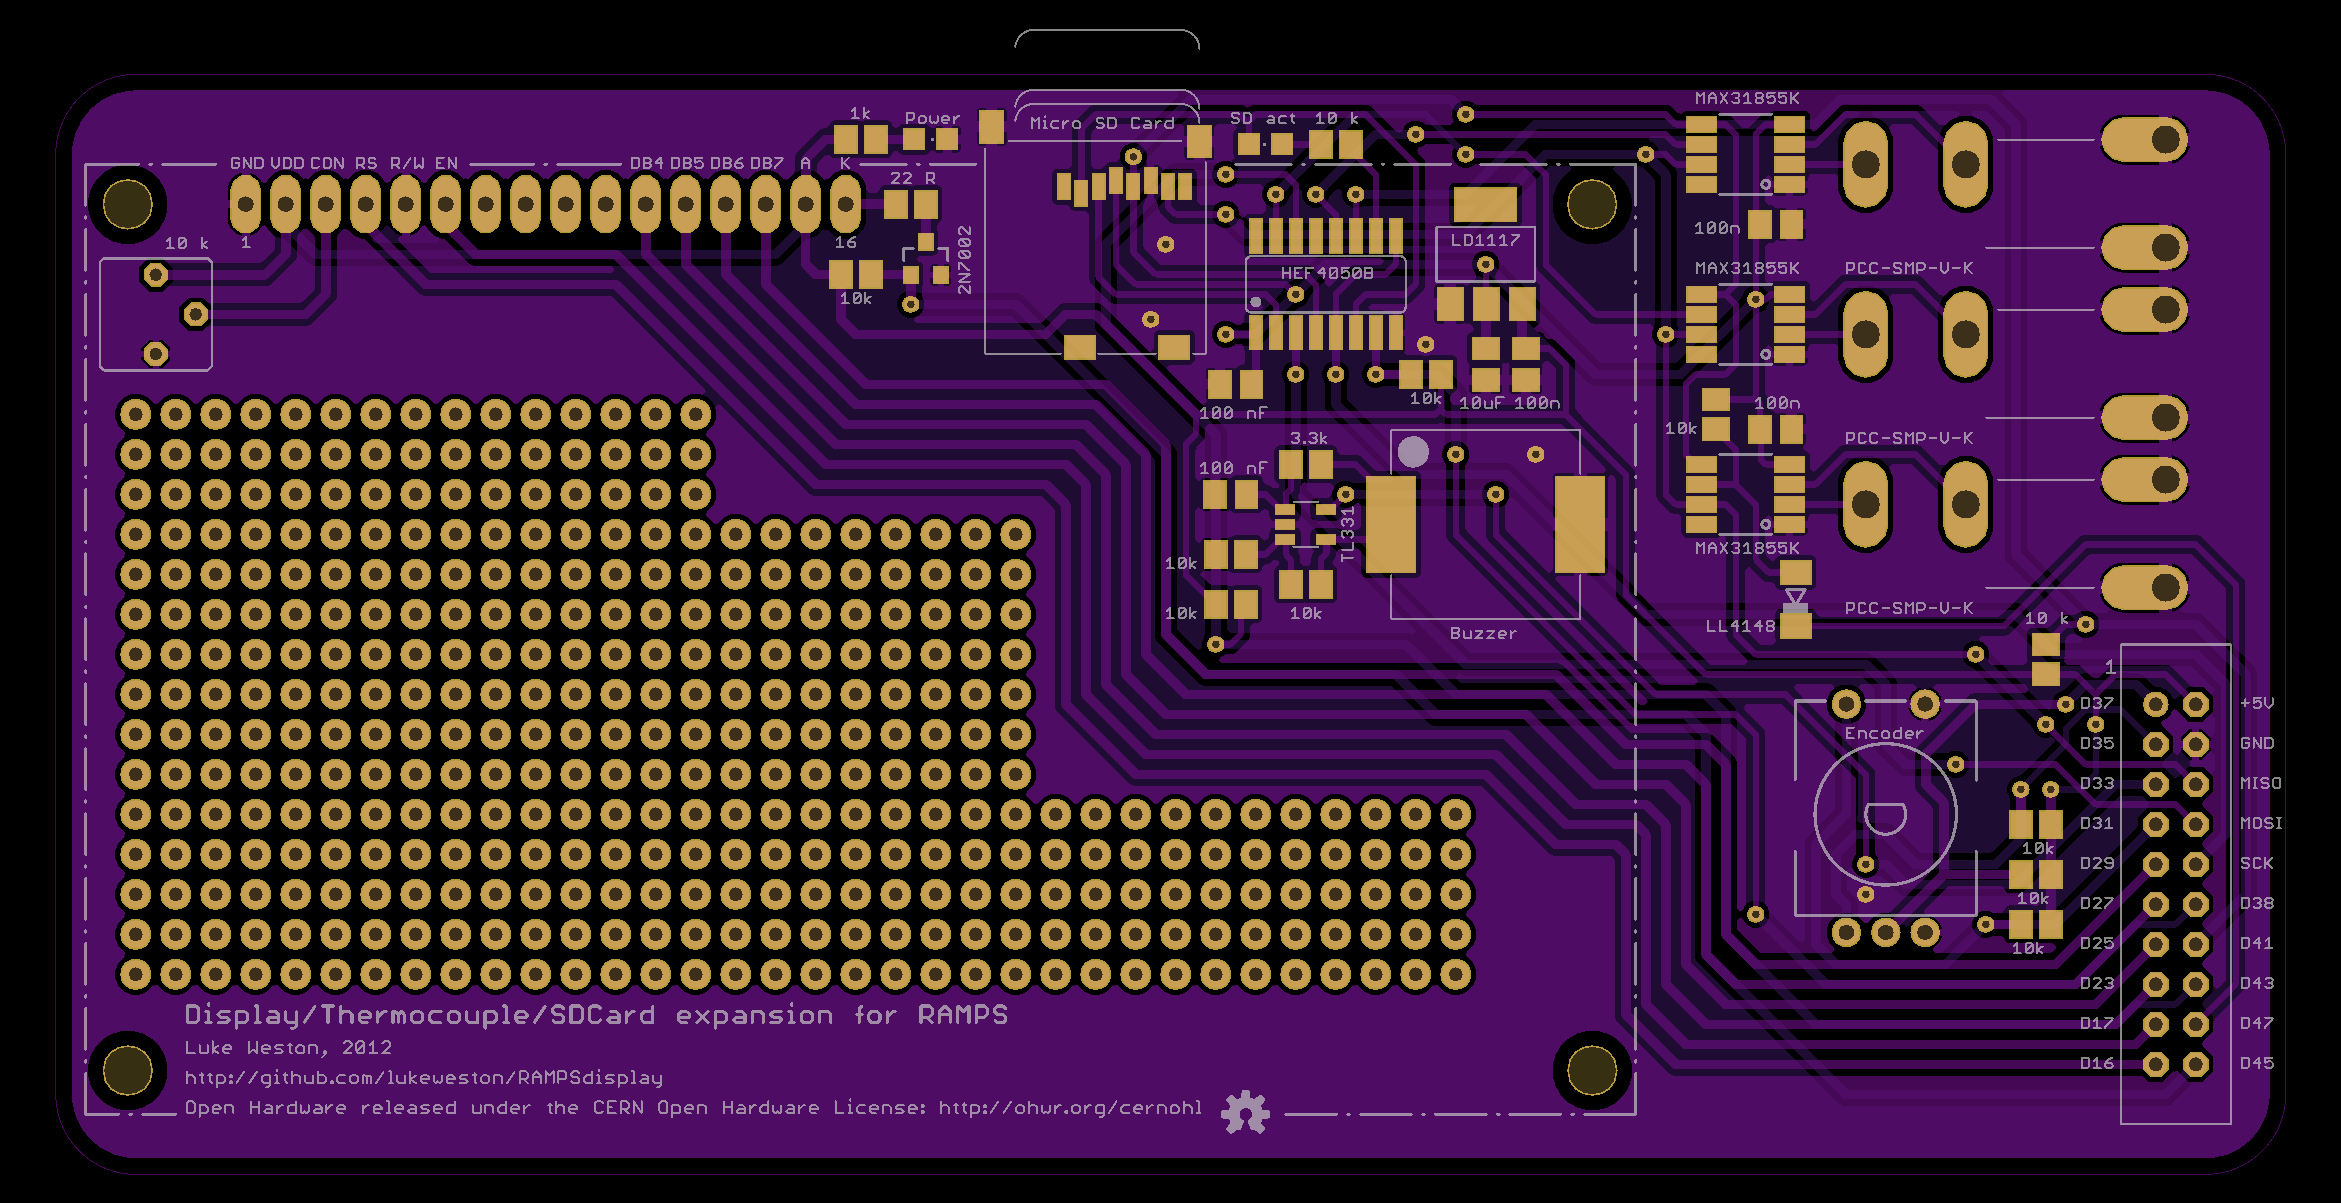 MAX31855K
1k
Power
Micro SD Card
SD act
10 k
GND VDD CON RS R/W EN
DB4 DB5 DB6 DB7 A K
22 R
1
16
10 k
2N7002
10k
100n
LD1117
HEF4050B
MAX31855K
PCC-SMP-V-K
10k
10uF
100n
100 nF
10k
100n
3.3k
PCC-SMP-V-K
100 nF
TL331
MAX31855K
10k
10k
10k
PCC-SMP-V-K
LL4148
10 k
Buzzer
1
D37
+5V
Encoder
D35
GND
D33
MISO
D31
MOSI
10k
D29
SCK
10k
D27
D38
D25
D41
10k
D23
D43
D17
D47
D16
D45
Display/Thermocouple/SDCard expansion for RAMPS
Luke Weston, 2012
http://github.com/lukeweston/RAMPSdisplay
Open Hardware released under the CERN Open Hardware License: http://ohwr.org/cernohl